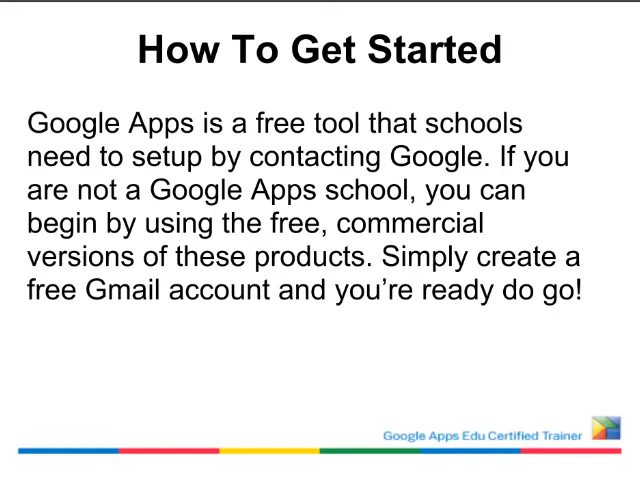 How To Get Started
Google Apps is a free tool that schools
need to setup by contacting Google. If you
are not a Google Apps school, you can
begin by using the free, commercial
versions of these products. Simply create a
free Gmail account and you’re ready do go!
Google Apps Edu Certified Trainer